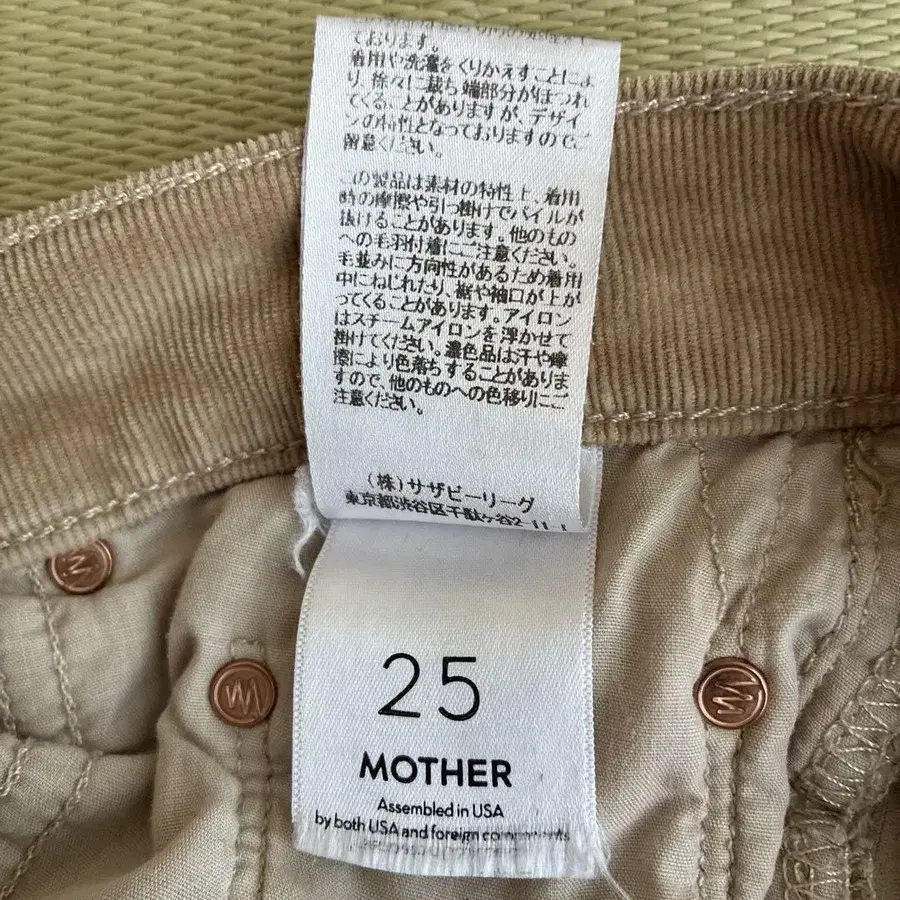 ております。
着用や洗濯をくりかえすことによ
り、徐々に裁ち端部分がほつれ
てくることがありますが、デザイ
ンの特性となっておりますのでご
留意ください。
この製品は素材の特性上、着用
時の摩擦や引っ掛けでパイルが
抜けることがあります。他のもの
への毛羽付着にご注意ください。
毛並みに方向性があるため着用
中にねじれたり、裾や袖口が上が
ってくることがあります。アイロン
はスチームアイロンを浮かせて
掛けてください。濃色品は汗や摩
擦により色落ちすることがありま
すので、他のものへの色移りにご
注意ください。
(株)サザビーリーグ
東京都渋谷区千駄ヶ谷2-11-1
25
MOTHER
Assembled in USA
by both USA and foreign components